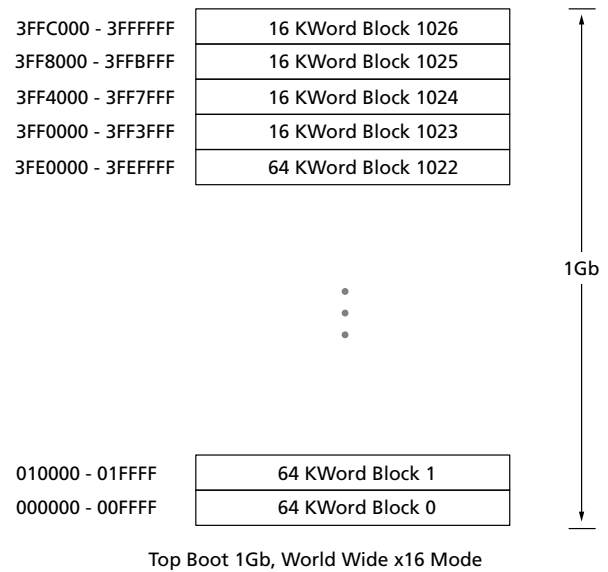 3FFC000 - 3FFFFFF 16 KWord Block 1026
3FF8000 - 3FFBFFF 16 KWord Block 1025
3FF4000 - 3FF7FFF 16 KWord Block 1024
3FF0000 - 3FF3FFF 16 KWord Block 1023
3FE0000 - 3FEFFFF 64 KWord Block 1022
1Gb
010000 - 01FFFF 64 KWord Block 1
000000 - 00FFFF 64 KWord Block 0
Top Boot 1Gb, World Wide x16 Mode